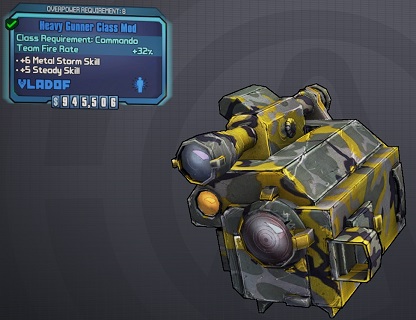 OVERPOWER REQUIREMENT: 8
Heavy Gunner Class Mod
Class Requirement: Commando
Team Fire Rate +32%
• +6 Metal Storm Skill
• +5 Steady Skill
VLADOF
$ 945,506